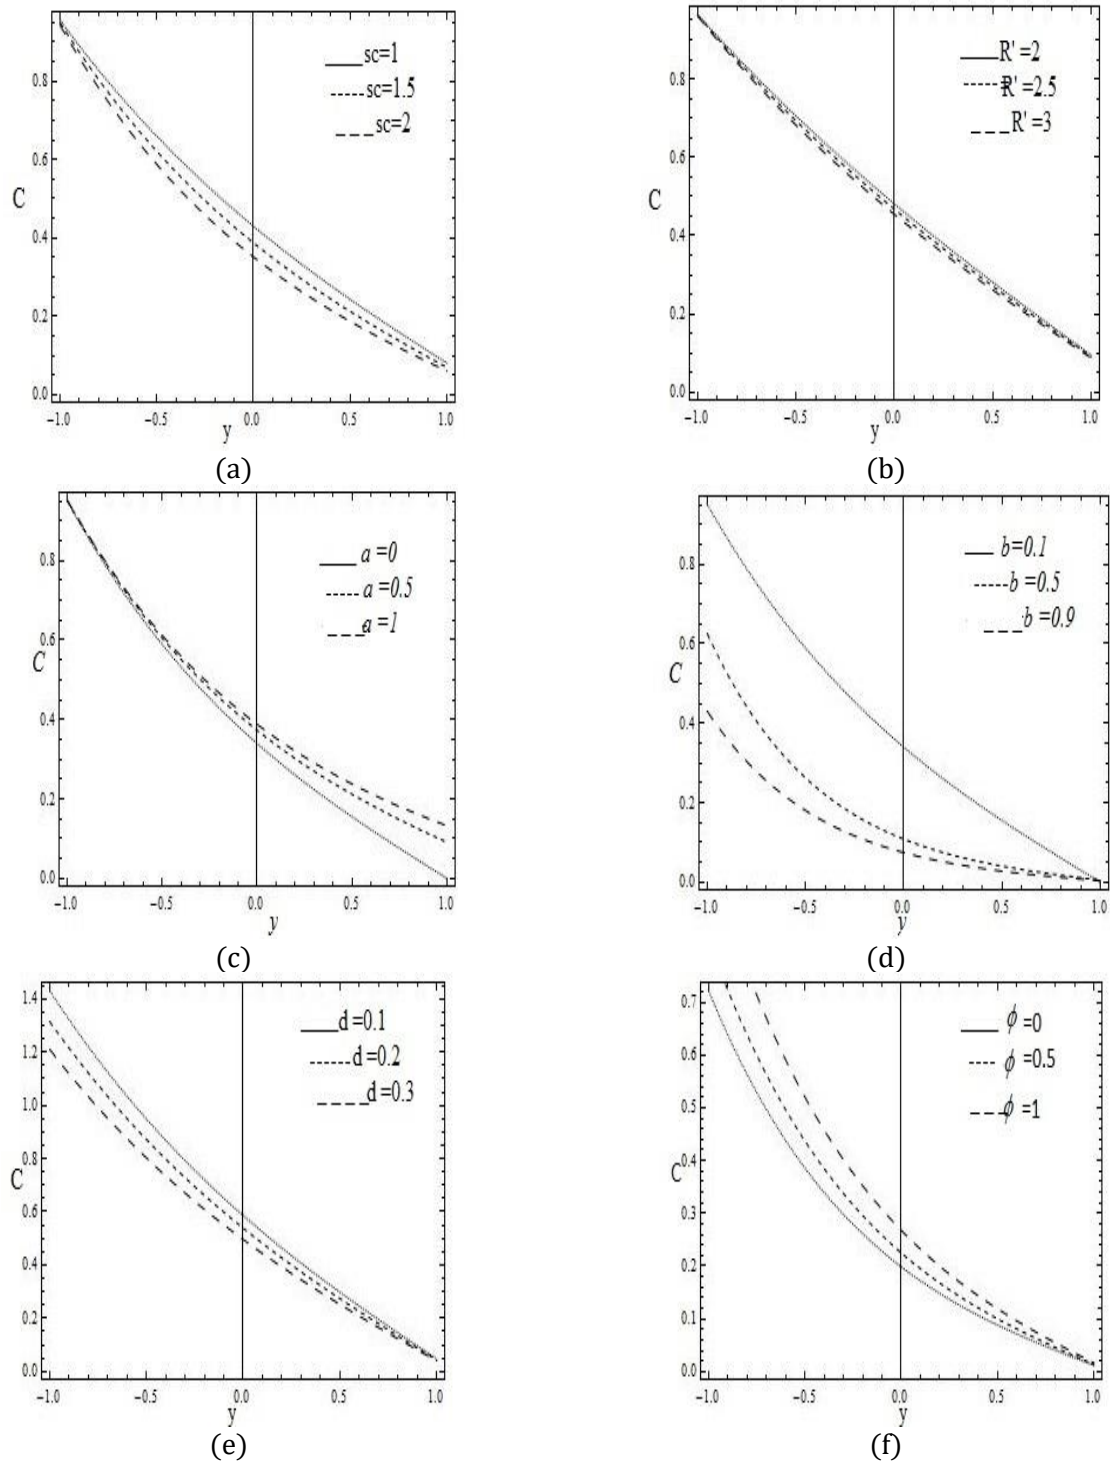 sc=1
sc=1.5
sc=2
C
0.8
0.6
0.4
0.2
0.0
−1.0 −0.5 0.0 0.5 1.0
y
(a)
R' =2
R' =2.5
R' =3
C
0.8
0.6
0.4
0.2
0.0
−1.0 −0.5 0.0 0.5 1.0
y
(b)
a =0
a =0.5
a =1
C
0.8
0.6
0.4
0.2
0.0
−1.0 −0.5 0.0 0.5 1.0
y
(c)
b=0.1
b=0.5
b=0.9
C
0.8
0.6
0.4
0.2
0.0
−1.0 −0.5 0.0 0.5 1.0
y
(d)
d=0.1
d=0.2
d=0.3
C
1.4
1.2
1.0
0.8
0.6
0.4
0.2
0.0
−1.0 −0.5 0.0 0.5 1.0
y
(e)
ϕ =0
ϕ =0.5
ϕ =1
C
0.7
0.6
0.5
0.4
0.3
0.2
0.1
0.0
−1.0 −0.5 0.0 0.5 1.0
y
(f)